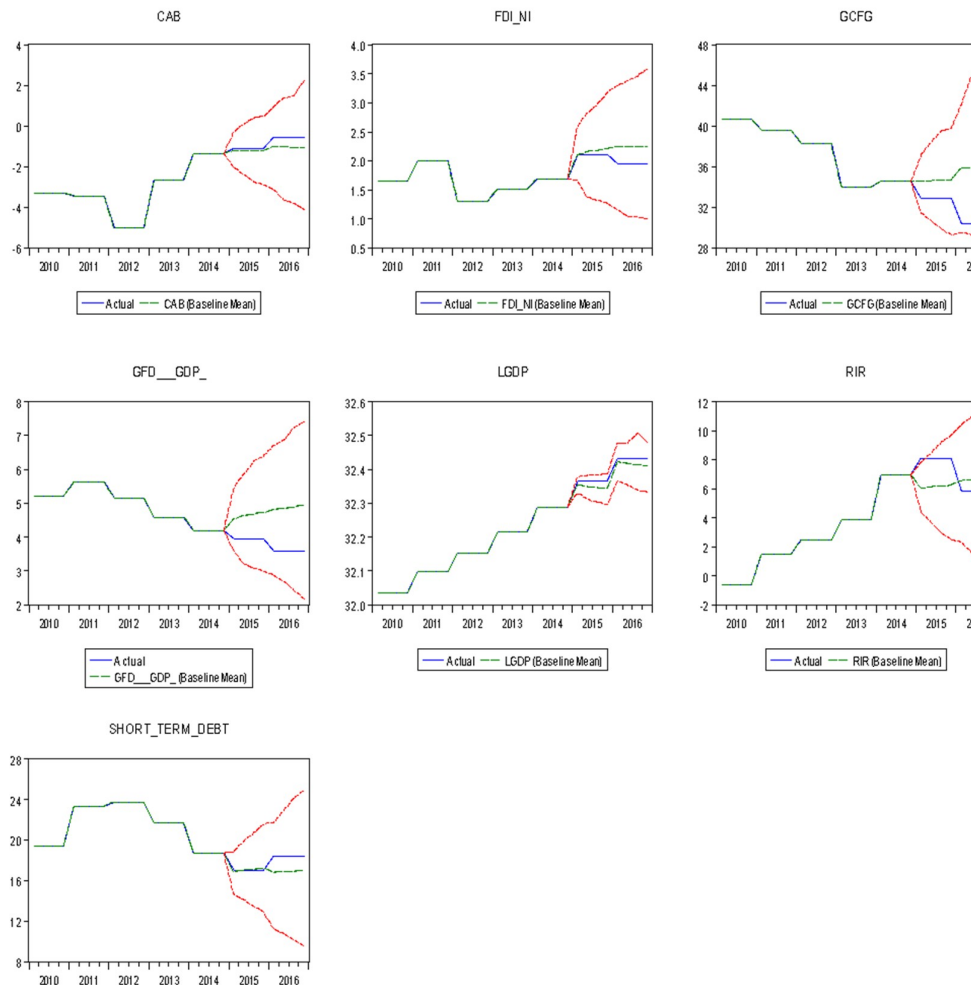 CAB
4
2
0
-2
-4
-6
2010 2011 2012 2013 2014 2015 2016
Actual CAB (Baseline Mean)
FDI_NI
4.0
3.5
3.0
2.5
2.0
1.5
1.0
0.5
2010 2011 2012 2013 2014 2015 2016
Actual FDI_NI (Baseline Mean)
GCFG
48
44
40
36
32
28
2010 2011 2012 2013 2014 2015
Actual GCFG (Baseline Mean)
GFD___GDP_
8
7
6
5
4
3
2
2010 2011 2012 2013 2014 2015 2016
Actual
GFD___GDP_ (Baseline Mean)
LGDP
32.6
32.5
32.4
32.3
32.2
32.1
32.0
2010 2011 2012 2013 2014 2015 2016
Actual LGDP (Baseline Mean)
RIR
12
10
8
6
4
2
0
-2
2010 2011 2012 2013 2014 2015
Actual RIR (Baseline Mean)
SHORT_TERM_DEBT
28
24
20
16
12
8
2010 2011 2012 2013 2014 2015 2016